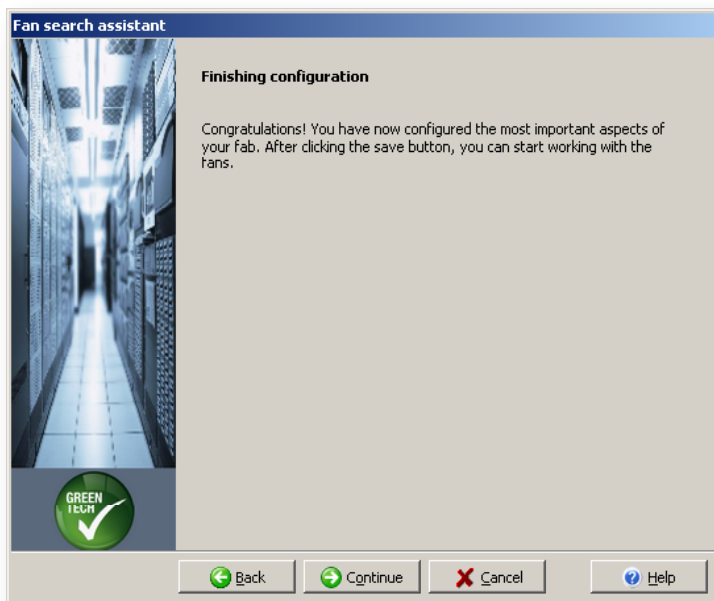 Fan search assistant
Finishing configuration
Congratulations! You have now configured the most important aspects of
your fab. After clicking the save button, you can start working with the
fans.
GREEN
TECH
Back
Continue
Cancel
Help